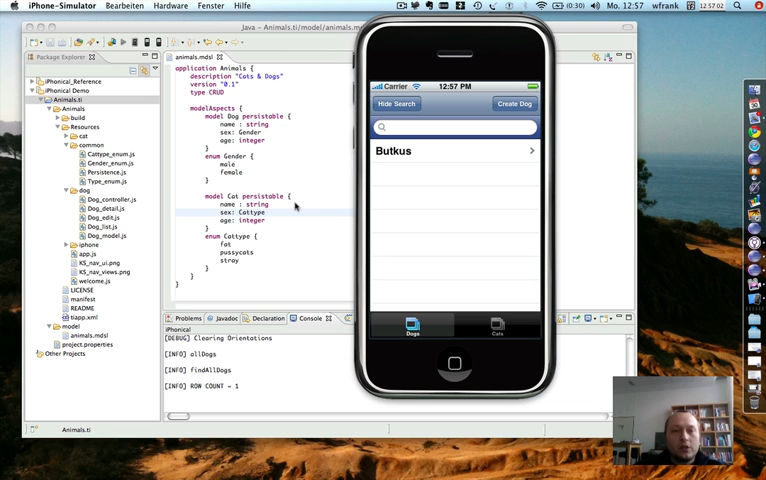 iPhone-Simulator Bearbeiten Hardware Fenster Hilfe
(0:30) Mo. 12:57 wfrank 12:57 02
Java - Animals.ti/model/animals.m
Package Explorer
iPhonical_Reference
iPhonical Demo
Animals.ti
Animals
build
Resources
cat
common
Cattype_enum.js
Gender_enum.js
Persistence.js
Type_enum.js
dog
Dog_controller.js
Dog_detail.js
Dog_edit.js
Dog_list.js
Dog_model.js
iphone
app.js
KS_nav_ui.png
KS_nav_views.png
welcome.js
LICENSE
manifest
README
tiapp.xml
model
animals.mdsl
project.properties
Other Projects
animals.mdsl
application Animals {
description "Cats & Dogs"
version "0.1"
type CRUD
modelAspects {
model Dog persistable {
name : string
sex: Gender
age: integer
}
enum Gender {
male
female
}
model Cat persistable {
name : string
sex: Cattype
age: integer
}
enum Cattype {
fat
pussycats
stray
}
}
}
Problems Javadoc Declaration Console
iPhonical
[DEBUG] Clearing Orientations
[INFO] allDogs
[INFO] findAllDogs
[INFO] ROW COUNT = 1
Animals.ti
Carrier 12:57 PM
Hide Search Create Dog
Butkus
Dogs Cats